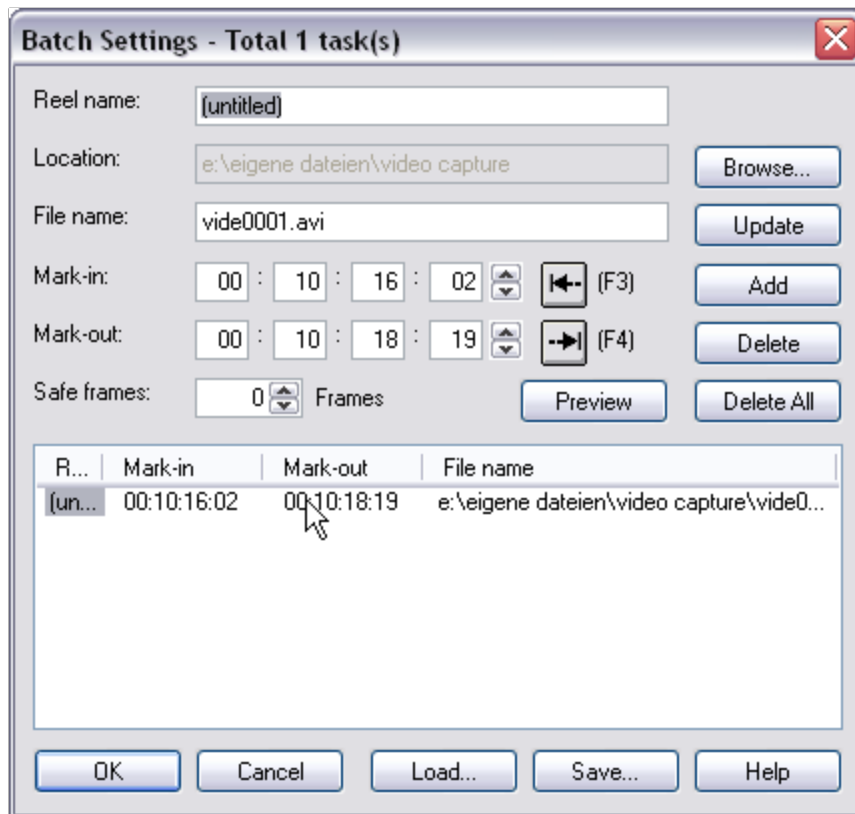 Batch Settings - Total 1 task(s)
Reel name: (untitled)
Location: e:\eigene dateien\video capture Browse...
File name: vide0001.avi Update
Mark-in: 00 : 10 : 16 : 02 (F3) Add
Mark-out: 00 : 10 : 18 : 19 (F4) Delete
Safe frames: 0 Frames Preview Delete All
R... Mark-in Mark-out File name
(un... 00:10:16:02 00:10:18:19 e:\eigene dateien\video capture\vide0...
OK Cancel Load... Save... Help